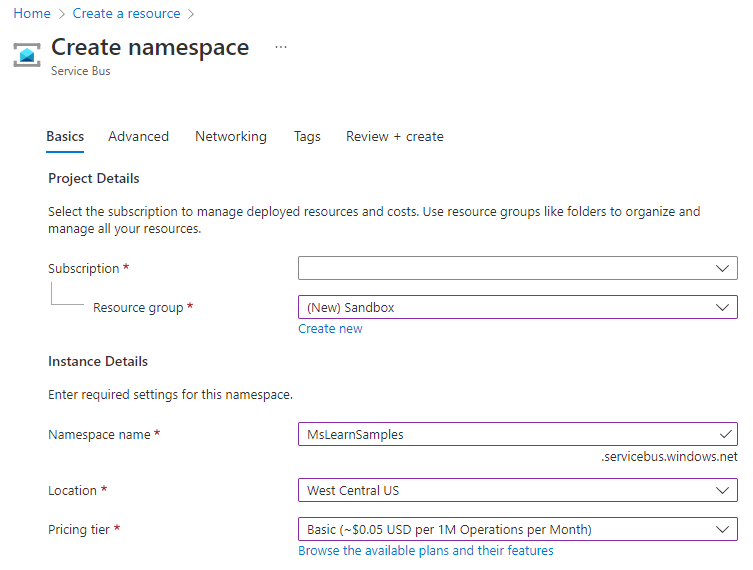 Home > Create a resource >
Create namespace ...
Service Bus
Basics Advanced Networking Tags Review + create
Project Details
Select the subscription to manage deployed resources and costs. Use resource groups like folders to organize and
manage all your resources.
Subscription *
Resource group * (New) Sandbox
Create new
Instance Details
Enter required settings for this namespace.
Namespace name * MsLearnSamples
.servicebus.windows.net
Location * West Central US
Pricing tier * Basic (~$0.05 USD per 1M Operations per Month)
Browse the available plans and their features